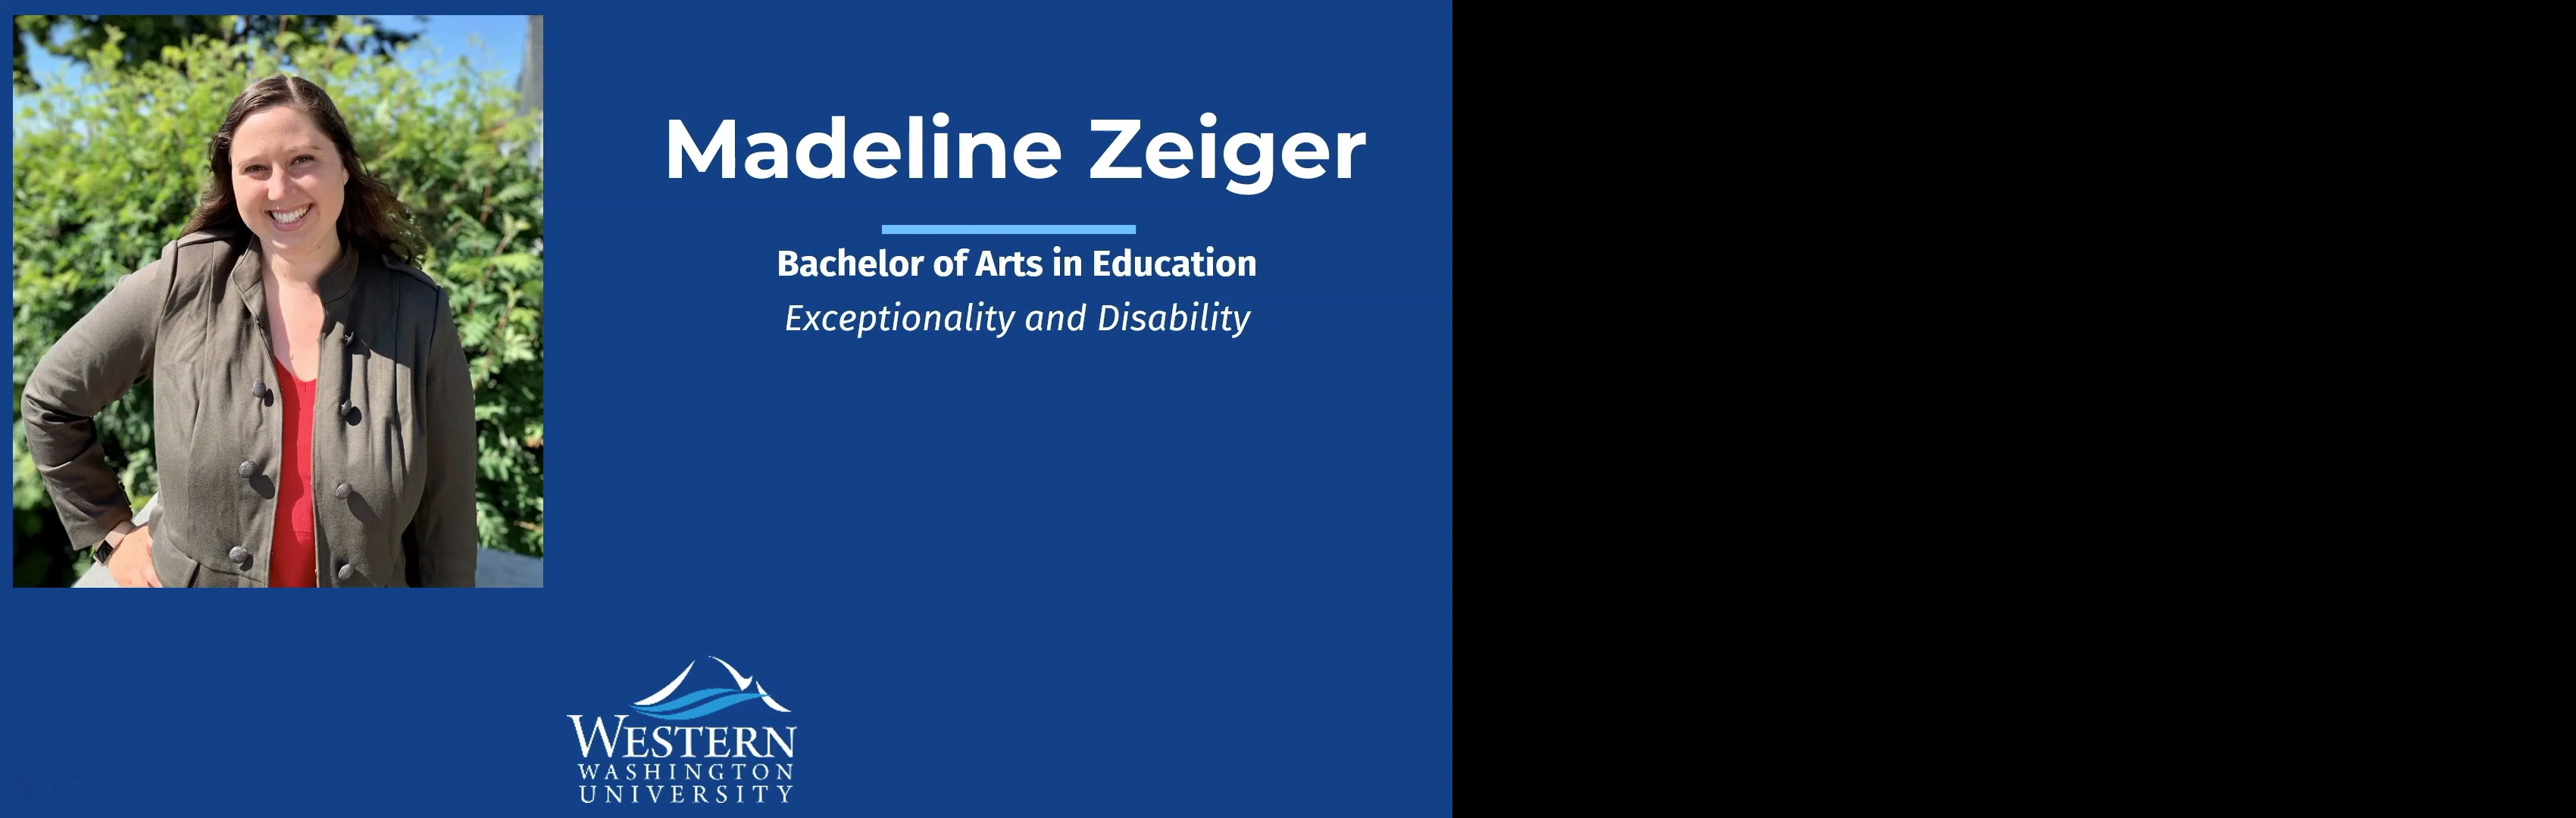 Madeline Zeiger
Bachelor of Arts in Education
Exceptionality and Disability
WESTERN
WASHINGTON
UNIVERSITY